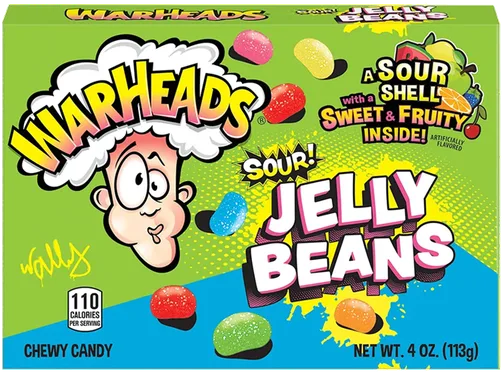 WARHEADS
SOUR! JELLY BEANS
WARHEADS®
A SOUR
SHELL
with a
SWEET & FRUITY
INSIDE!
ARTIFICIALLY
FLAVORED
SOUR!
JELLY
BEANS
Wally
110
CALORIES
PER SERVING
CHEWY CANDY
NET WT. 4 OZ. (113g)